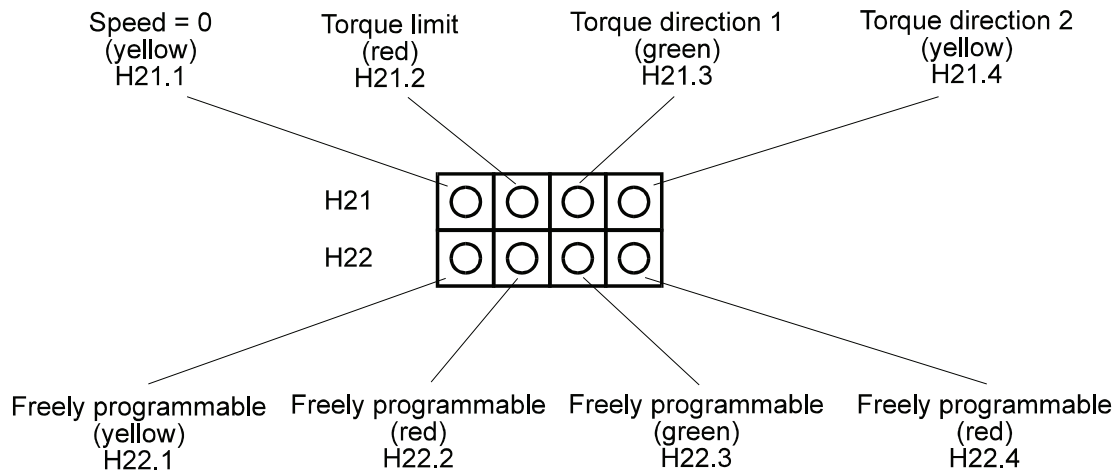 Speed = 0
(yellow)
H21.1
Torque limit
(red)
H21.2
Torque direction 1
(green)
H21.3
Torque direction 2
(yellow)
H21.4
H21
H22
Freely programmable
(yellow)
H22.1
Freely programmable
(red)
H22.2
Freely programmable
(green)
H22.3
Freely programmable
(red)
H22.4